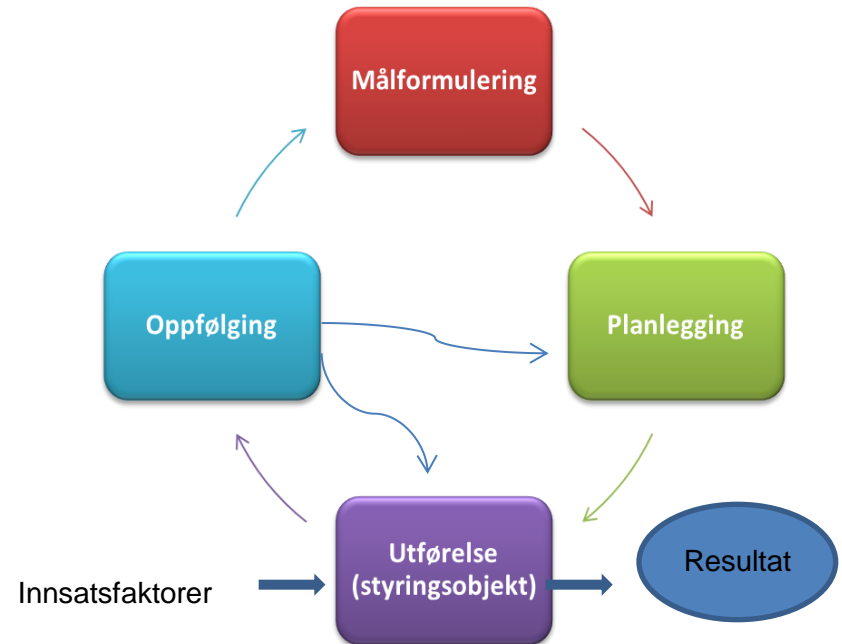 Målformulering
Oppfølging
Planlegging
Utførelse
(styringsobjekt)
Innsatsfaktorer
Resultat